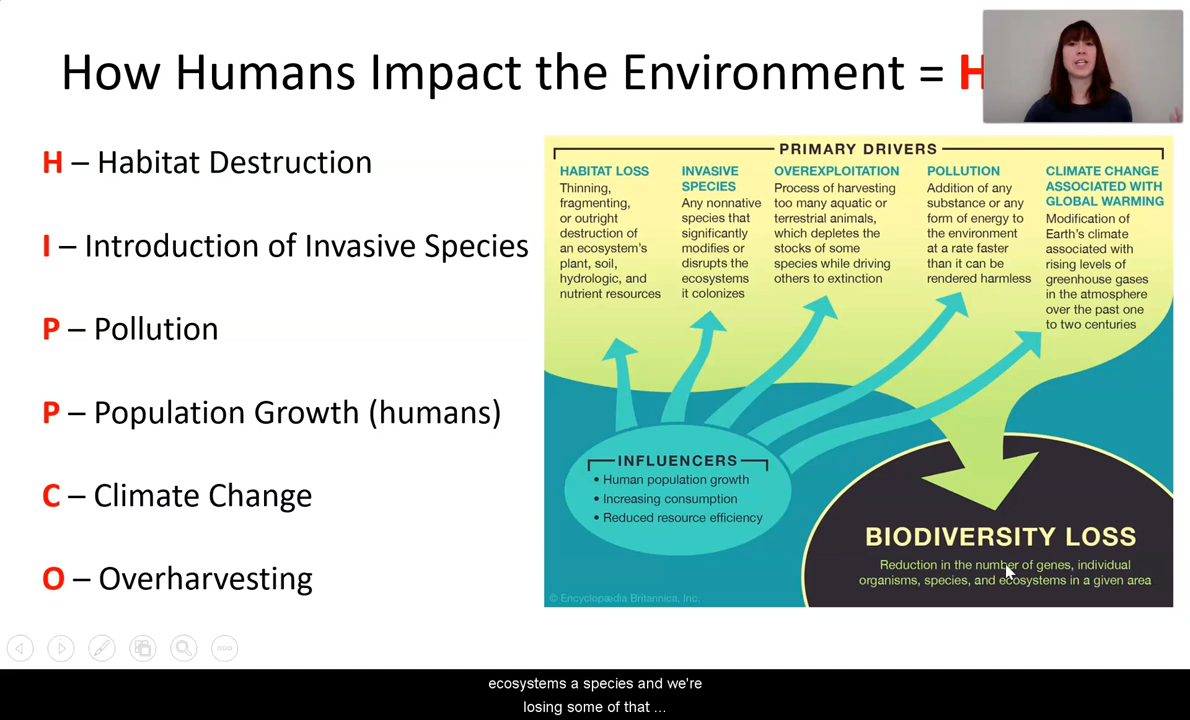 How Humans Impact the Environment = H
H – Habitat Destruction
I – Introduction of Invasive Species
P – Pollution
P – Population Growth (humans)
C – Climate Change
O – Overharvesting
PRIMARY DRIVERS
HABITAT LOSS
Thinning,
fragmenting,
or outright
destruction of
an ecosystem's
plant, soil,
hydrologic, and
nutrient resources
INVASIVE
SPECIES
Any nonnative
species that
significantly
modifies or
disrupts the
ecosystems
it colonizes
OVEREXPLOITATION
Process of harvesting
too many aquatic or
terrestrial animals,
which depletes the
stocks of some
species while driving
others to extinction
POLLUTION
Addition of any
substance or any
form of energy to
the environment
at a rate faster
than it can be
rendered harmless
CLIMATE CHANGE
ASSOCIATED WITH
GLOBAL WARMING
Modification of
Earth's climate
associated with
rising levels of
greenhouse gases
in the atmosphere
over the past one
to two centuries
INFLUENCERS
• Human population growth
• Increasing consumption
• Reduced resource efficiency
BIODIVERSITY LOSS
Reduction in the number of genes, individual
organisms, species, and ecosystems in a given area
© Encyclopædia Britannica, Inc.
ecosystems a species and we're
losing some of that ...